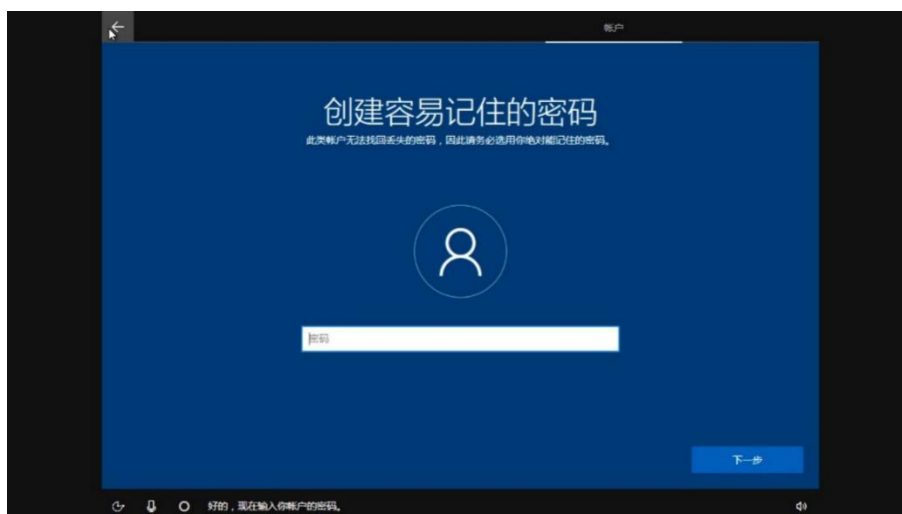 帐户
创建容易记住的密码
此类帐户无法找回丢失的密码，因此请务必选用你绝对能记住的密码。
密码
下一步
好的，现在输入你帐户的密码。